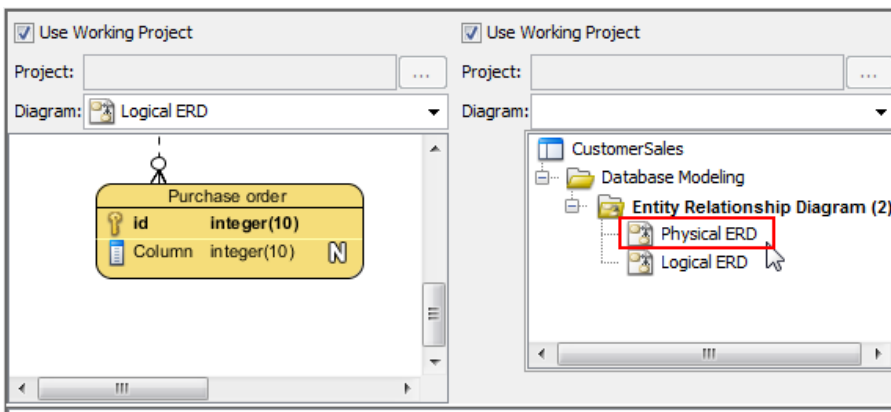 Use Working Project
Project:
...
Diagram: Logical ERD
Purchase order
id integer(10)
Column integer(10) N
Use Working Project
Project:
...
Diagram:
CustomerSales
Database Modeling
Entity Relationship Diagram (2)
Physical ERD
Logical ERD